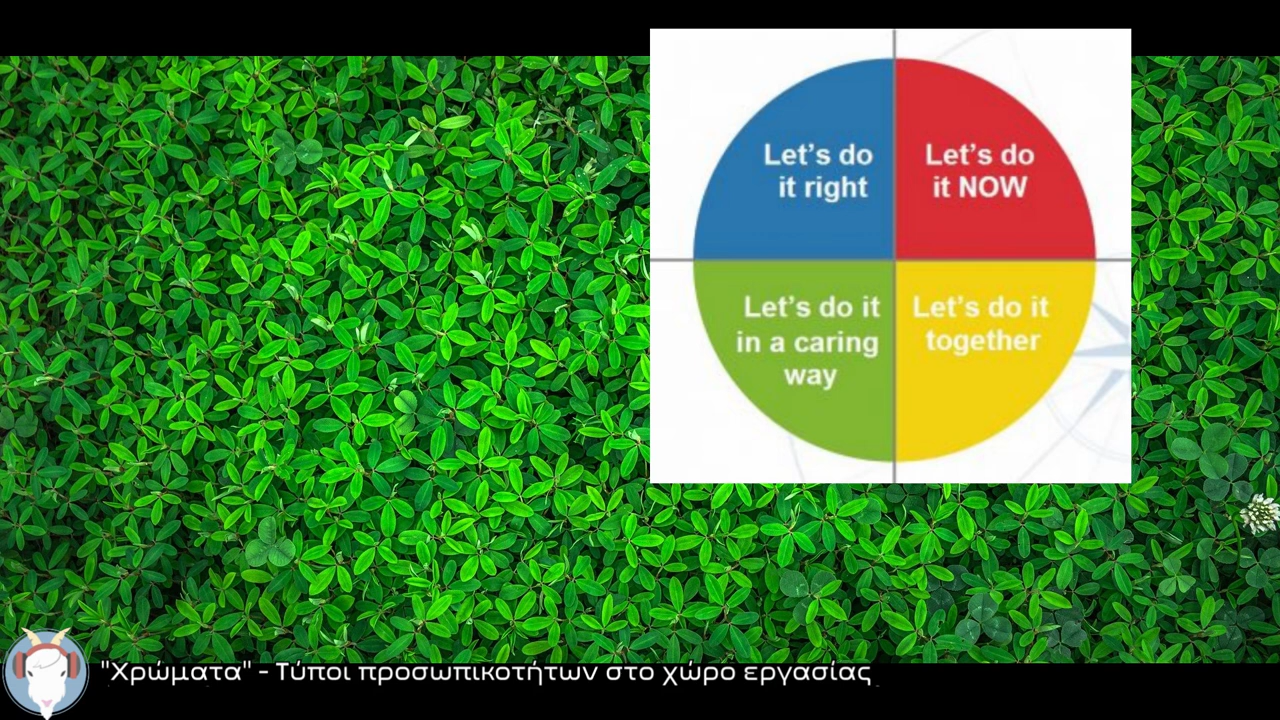 Let's do
it right
Let's do
it NOW
Let's do it
in a caring
way
Let's do it
together
"Χρώματα" - Τύποι προσωπικοτήτων στο χώρο εργασίας